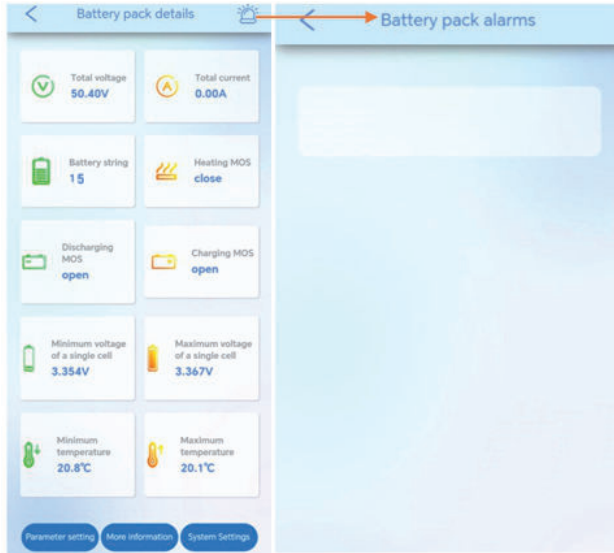 Battery pack details
Battery pack alarms
Total voltage
50.40V
Total current
0.00A
Battery string
15
Heating MOS
close
Discharging
MOS
open
Charging MOS
open
Minimum voltage
of a single cell
3.354V
Maximum voltage
of a single cell
3.367V
Minimum
temperature
20.8℃
Maximum
temperature
20.1℃
Parameter setting
More information
System Settings